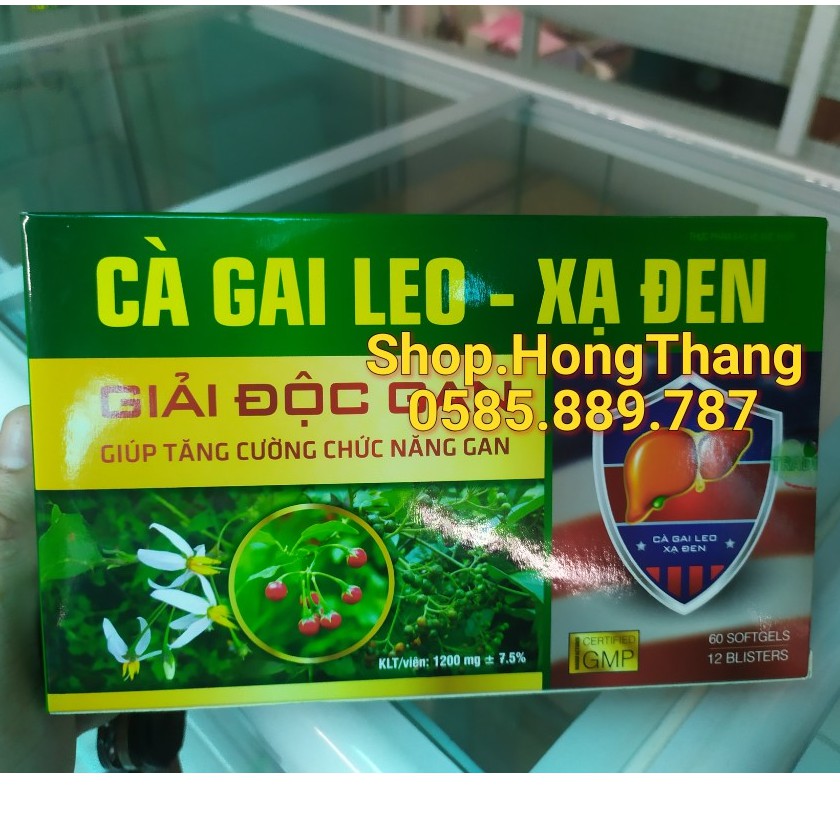 CÀ GAI LEO - XẠ ĐEN
Shop.HongThang
0585.889.787
GIẢI ĐỘC GAN
GIÚP TĂNG CƯỜNG CHỨC NĂNG GAN
CÀ GAI LEO
XẠ ĐEN
KLT/viên: 1200 mg ± 7.5%
CERTIFIED
GMP
60 SOFTGELS
12 BLISTERS